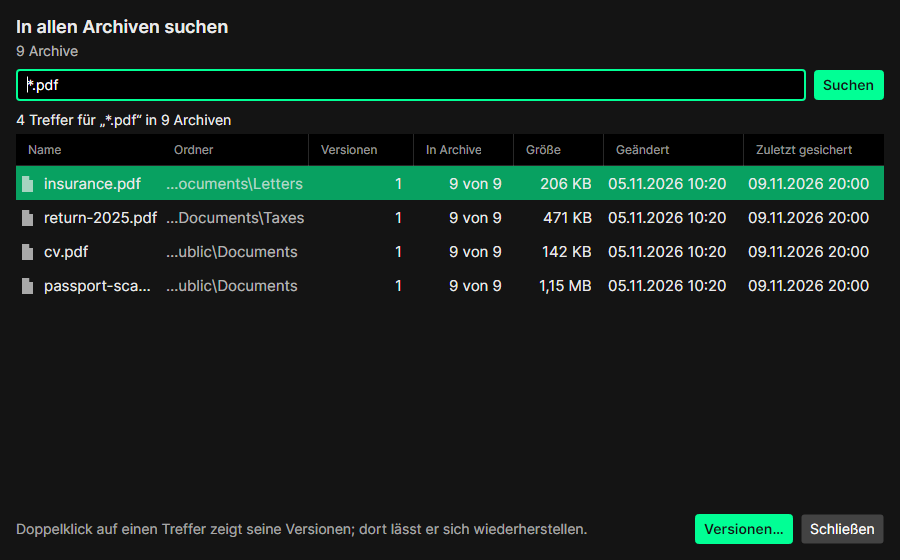 In allen Archiven suchen
9 Archive
*.pdf
Suchen
4 Treffer für „*.pdf“ in 9 Archiven
Name Ordner Versionen In Archive Größe Geändert Zuletzt gesichert
insurance.pdf ...ocuments\Letters 1 9 von 9 206 KB 05.11.2026 10:20 09.11.2026 20:00
return-2025.pdf ...Documents\Taxes 1 9 von 9 471 KB 05.11.2026 10:20 09.11.2026 20:00
cv.pdf ...ublic\Documents 1 9 von 9 142 KB 05.11.2026 10:20 09.11.2026 20:00
passport-sca... ...ublic\Documents 1 9 von 9 1,15 MB 05.11.2026 10:20 09.11.2026 20:00
Doppelklick auf einen Treffer zeigt seine Versionen; dort lässt er sich wiederherstellen.
Versionen... Schließen